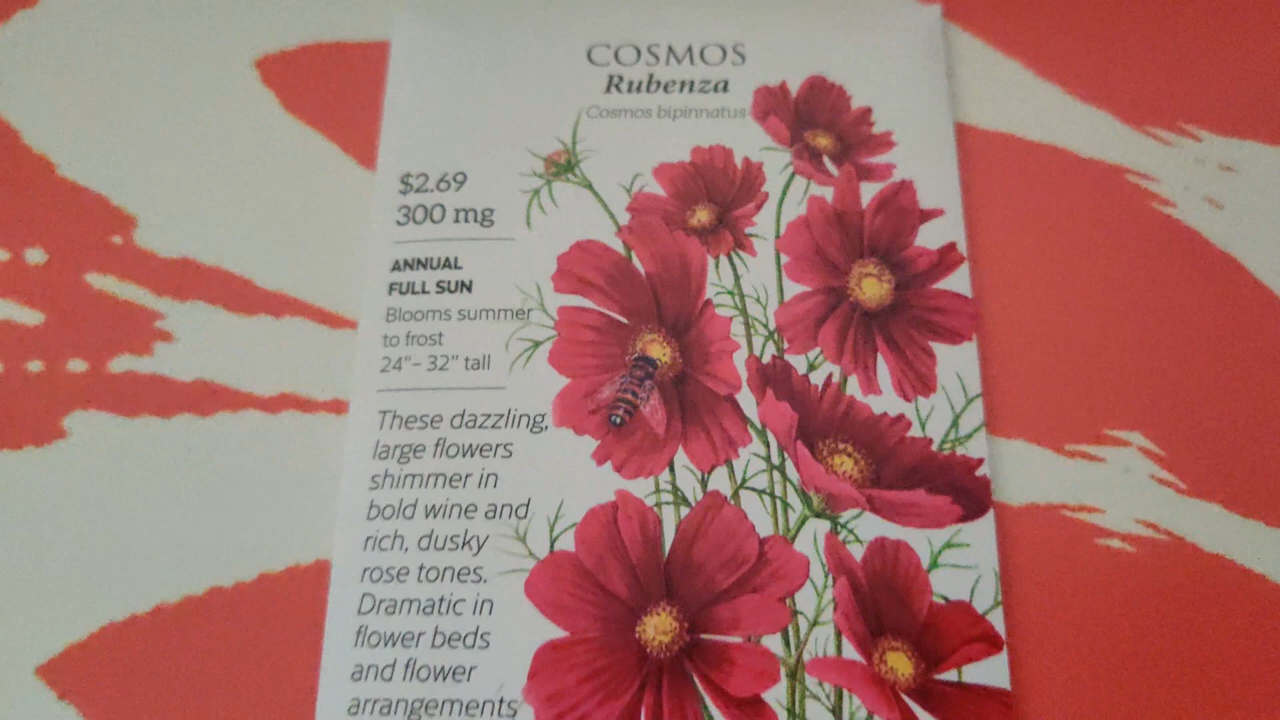 COSMOS
Rubenza
Cosmos bipinnatus
$2.69
300 mg
ANNUAL
FULL SUN
Blooms summer
to frost
24"– 32" tall
These dazzling,
large flowers
shimmer in
bold wine and
rich, dusky
rose tones.
Dramatic in
flower beds
and flower
arrangements